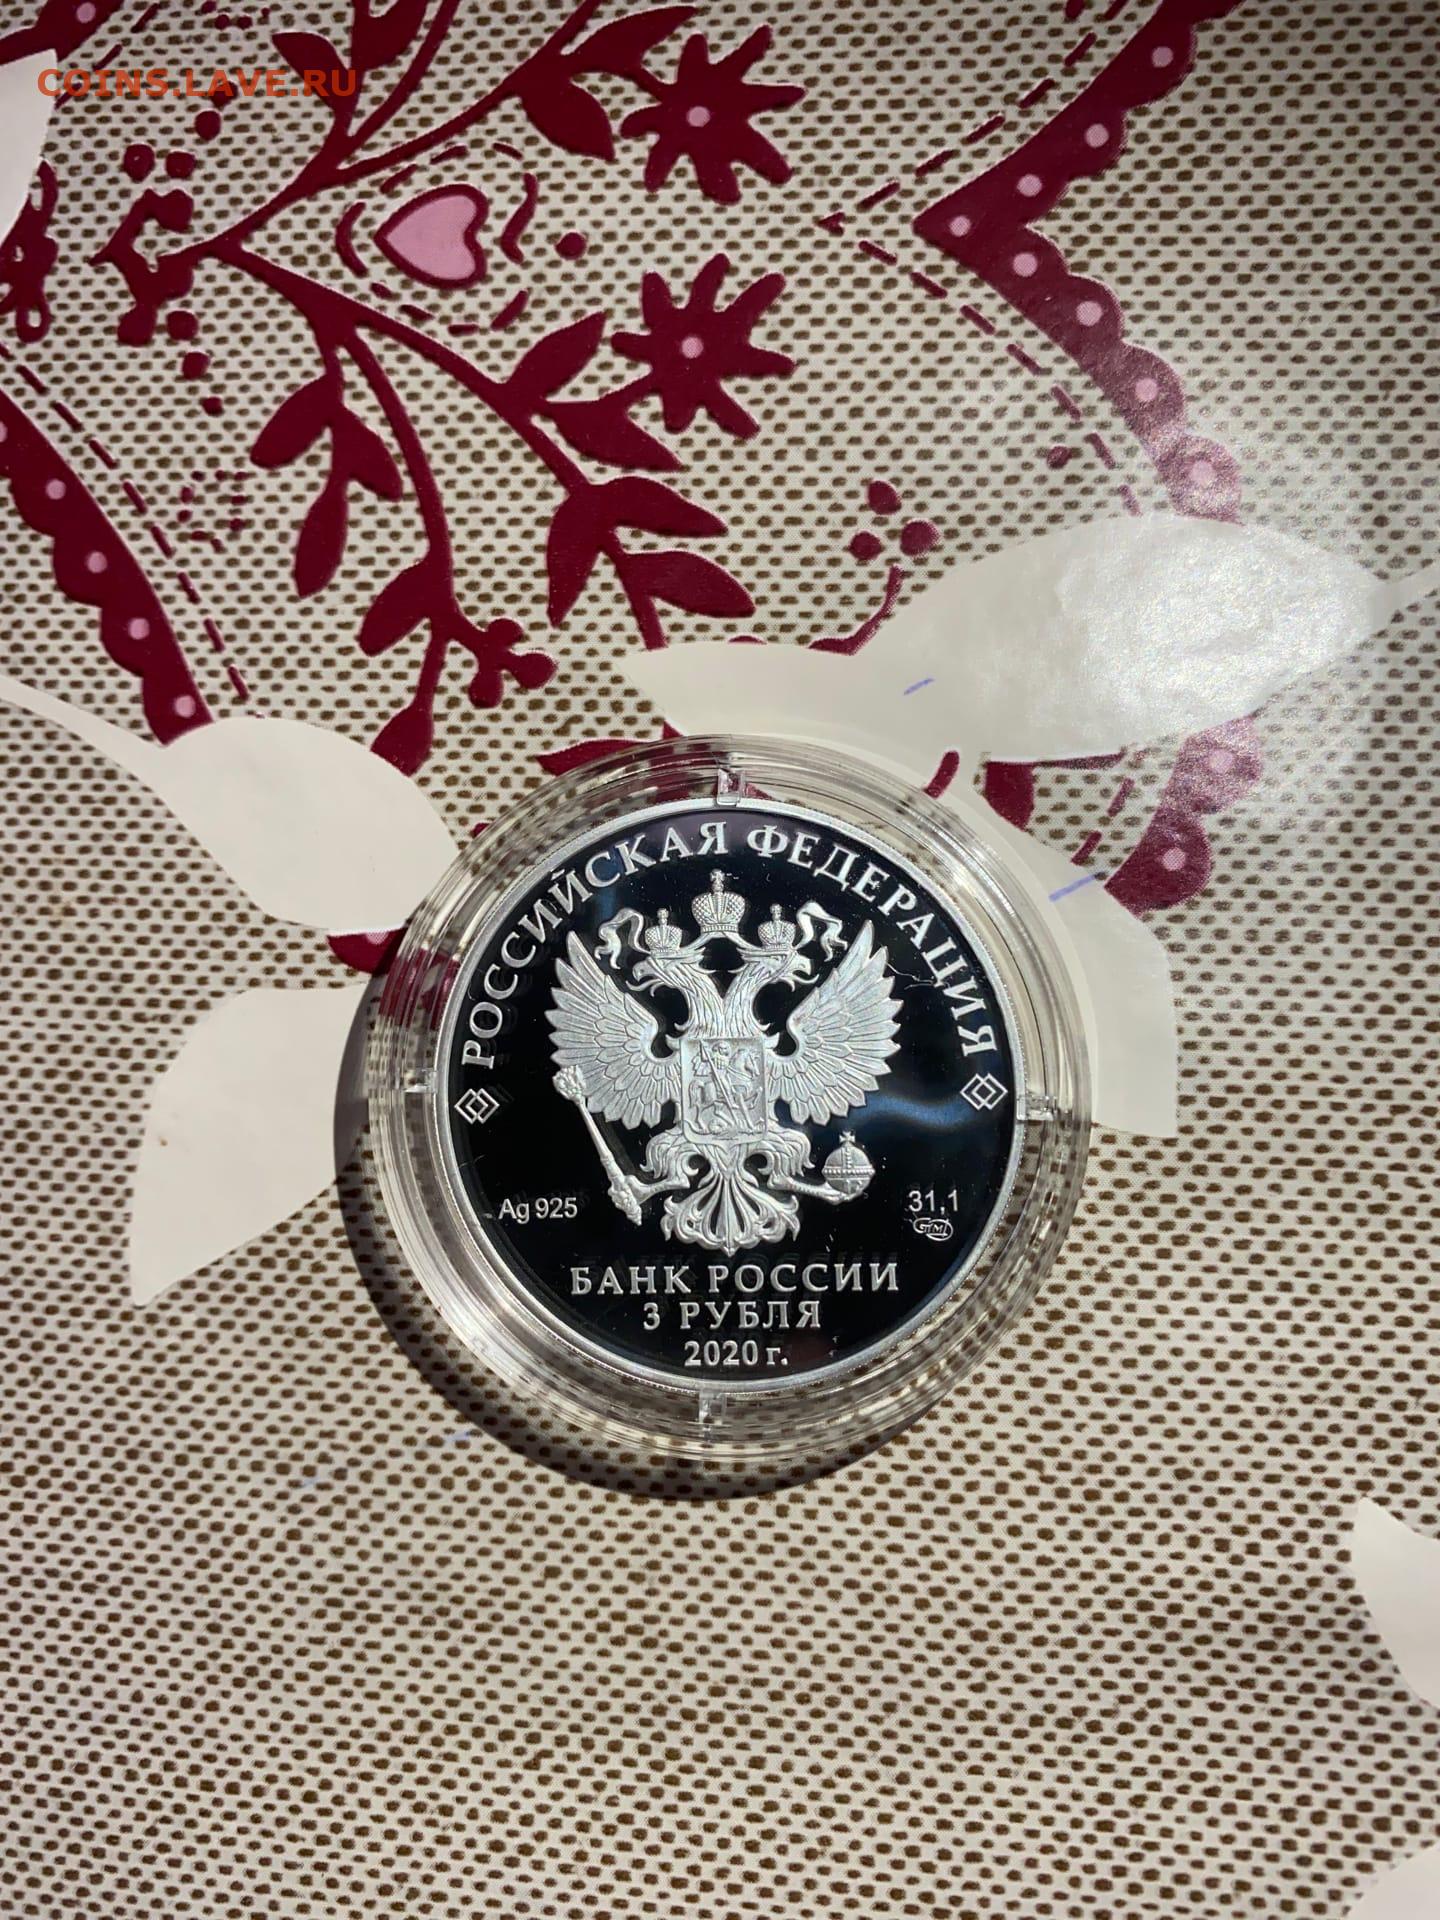 COINS.LAVE.RU
РОССИЙСКАЯ ФЕДЕРАЦИЯ
Ag 925
31,1
БАНК РОССИИ
3 РУБЛЯ
2020 г.